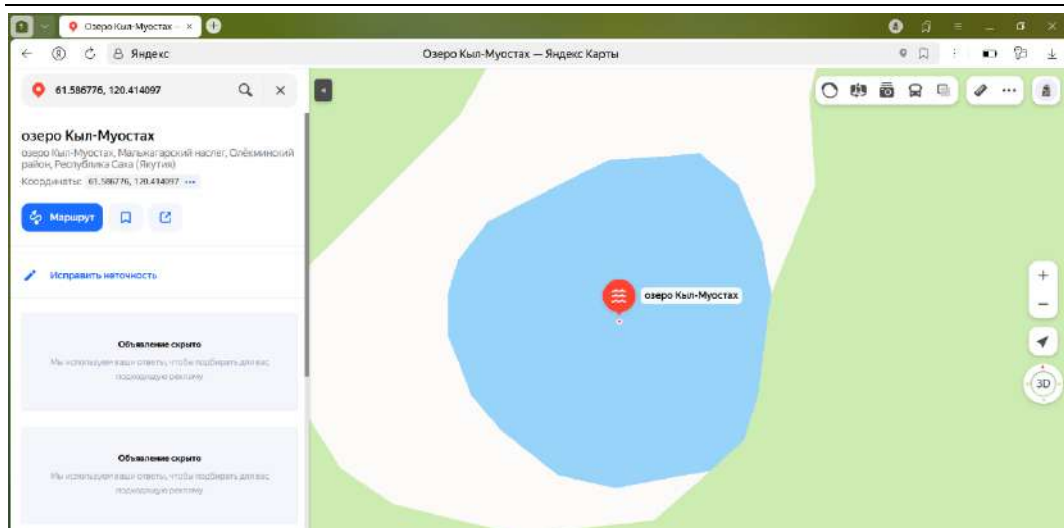 Озеро Кыл-Муостах – ×
Яндекс
Озеро Кыл-Муостах — Яндекс Карты
61.586776, 120.414097
озеро Кыл-Муостах
озеро Кыл-Муостах, Мальжагарский наслег, Олёкминский
район, Республика Саха (Якутия)
Координаты: 61.586776, 120.414097 •••
Маршрут
Исправить неточность
Объявление скрыто
Мы используем ваши ответы, чтобы подбирать для вас
подходящую рекламу
Объявление скрыто
Мы используем ваши ответы, чтобы подбирать для вас
подходящую рекламу
озеро Кыл-Муостах
3D